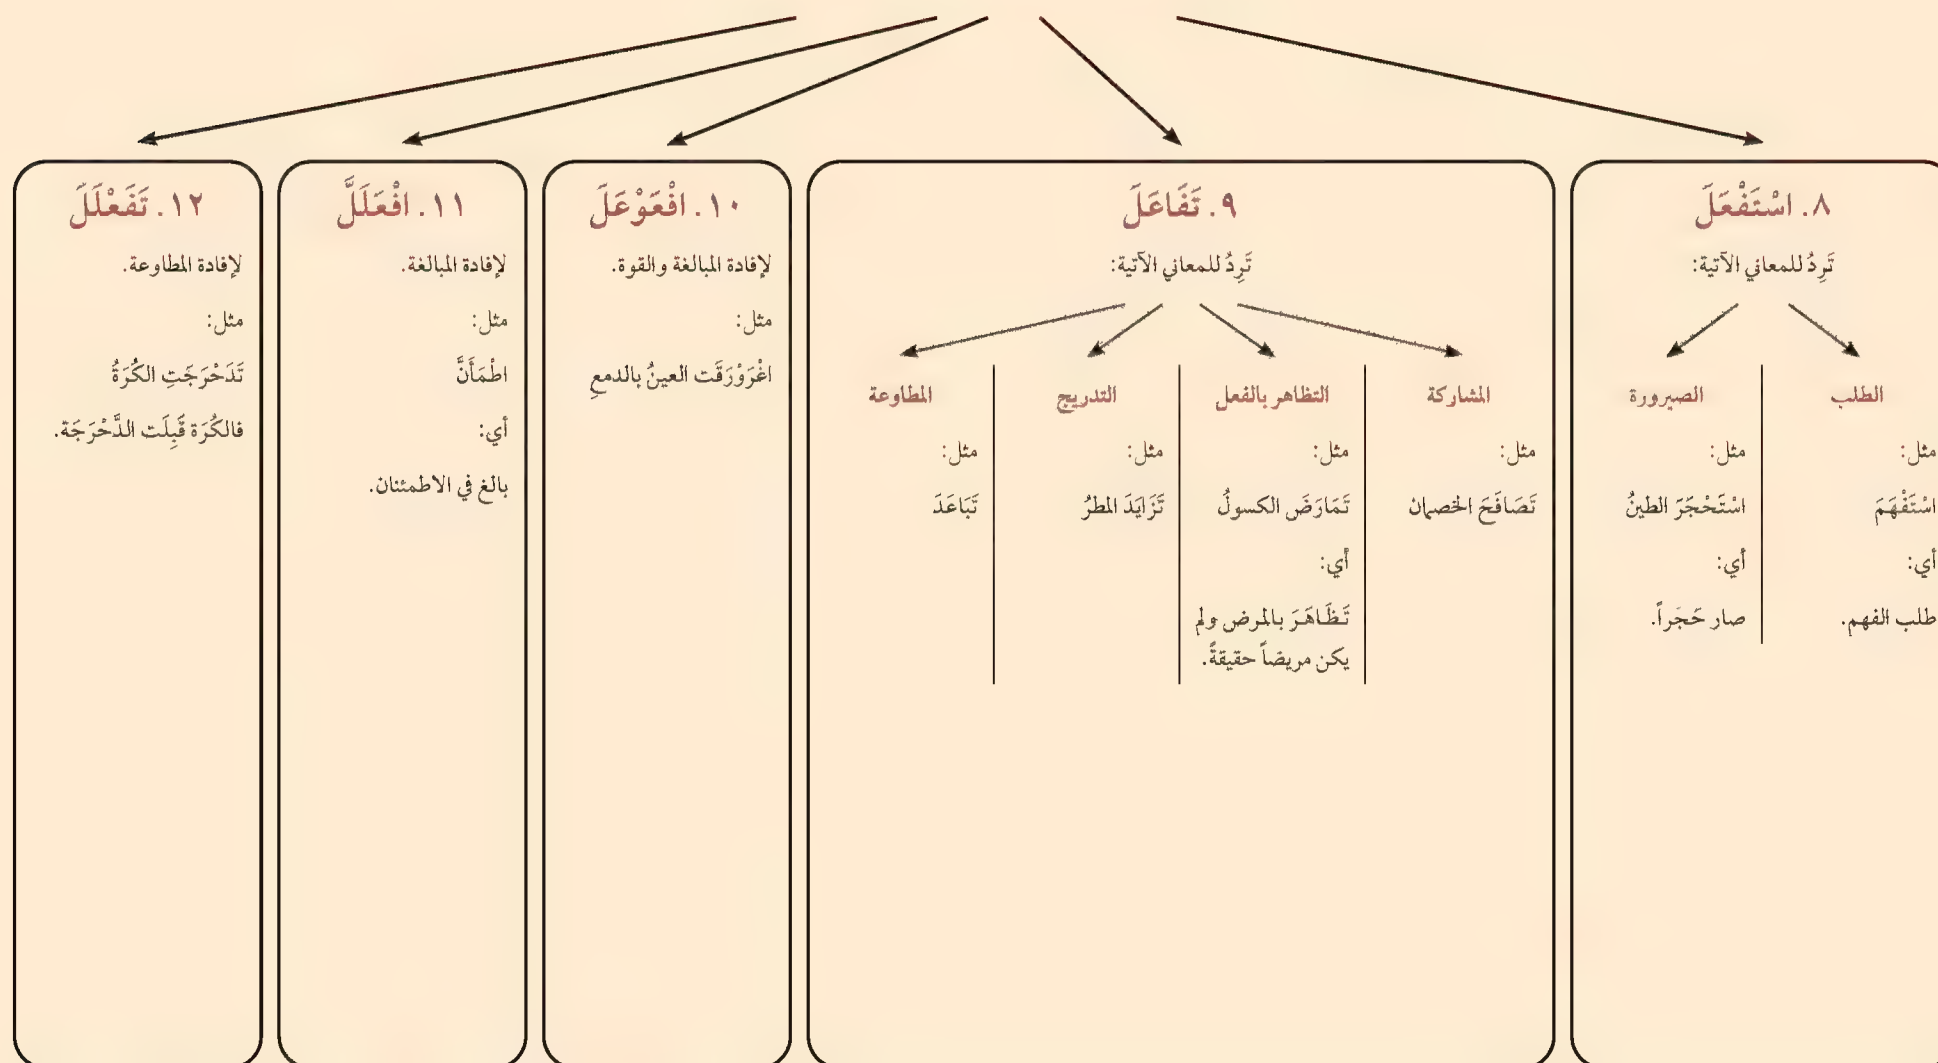 ٨. اسْتَفْعَلَ
تَرِدُ للمعاني الآتية:
الطلب
مثل:
اسْتَفْهَمَ
أي:
طلب الفهم.
الصيرورة
مثل:
اسْتَحْجَرَ الطينُ
أي:
صار حَجَراً.
٩. تَفَاعَلَ
تَرِدُ للمعاني الآتية:
المشاركة
مثل:
تَصَافَحَ الخصمان
التظاهر بالفعل
مثل:
تَمَارَضَ الكسولُ
أي:
تَظَاهَرَ بالمرض ولم
يكن مريضاً حقيقةً.
التدريج
مثل:
تَزَايَدَ المطرُ
المطاوعة
مثل:
تَبَاعَدَ
١٠. افْعَوْعَلَ
لإفادة المبالغة والقوة.
مثل:
اغْرَوْرَقَت العينُ بالدمعِ
١١. افْعَلَلَّ
لإفادة المبالغة.
مثل:
اطْمَأَنَّ
أي:
بالغ في الاطمئنان.
١٢. تَفَعْلَلَ
لإفادة المطاوعة.
مثل:
تَدَحْرَجَتِ الكُرَةُ
فالكُرَة قَبِلَت الدَّحْرَجَة.